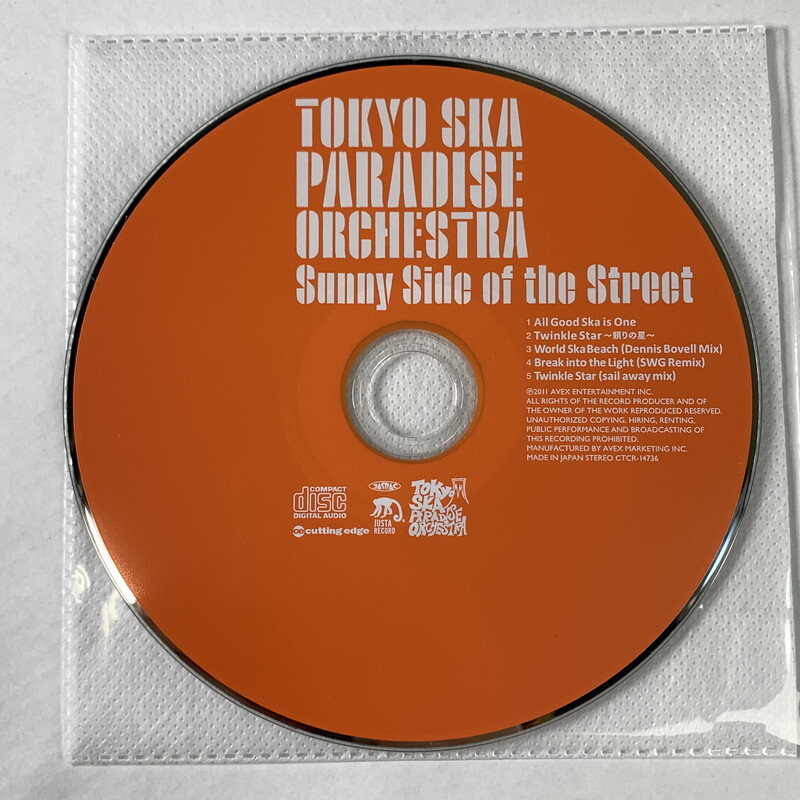 TOKYO SKA
PARADISE
ORCHESTRA
Sunny Side of the Street
1 All Good Ska is One
2 Twinkle Star ～頼りの星～
3 World Ska Beach (Dennis Bovell Mix)
4 Break into the Light (SWG Remix)
5 Twinkle Star (sail away mix)
℗2011 AVEX ENTERTAINMENT INC.
ALL RIGHTS OF THE RECORD PRODUCER AND OF
THE OWNER OF THE WORK REPRODUCED RESERVED.
UNAUTHORIZED COPYING, HIRING, RENTING,
PUBLIC PERFORMANCE AND BROADCASTING OF
THIS RECORDING PROHIBITED.
MANUFACTURED BY AVEX MARKETING INC.
MADE IN JAPAN STEREO CTCR-14736
COMPACT
disc
DIGITAL AUDIO
cutting edge
JASRAC
JUSTA
RECORD
TOKYO
SKA
PARADISE
ORCHESTRA